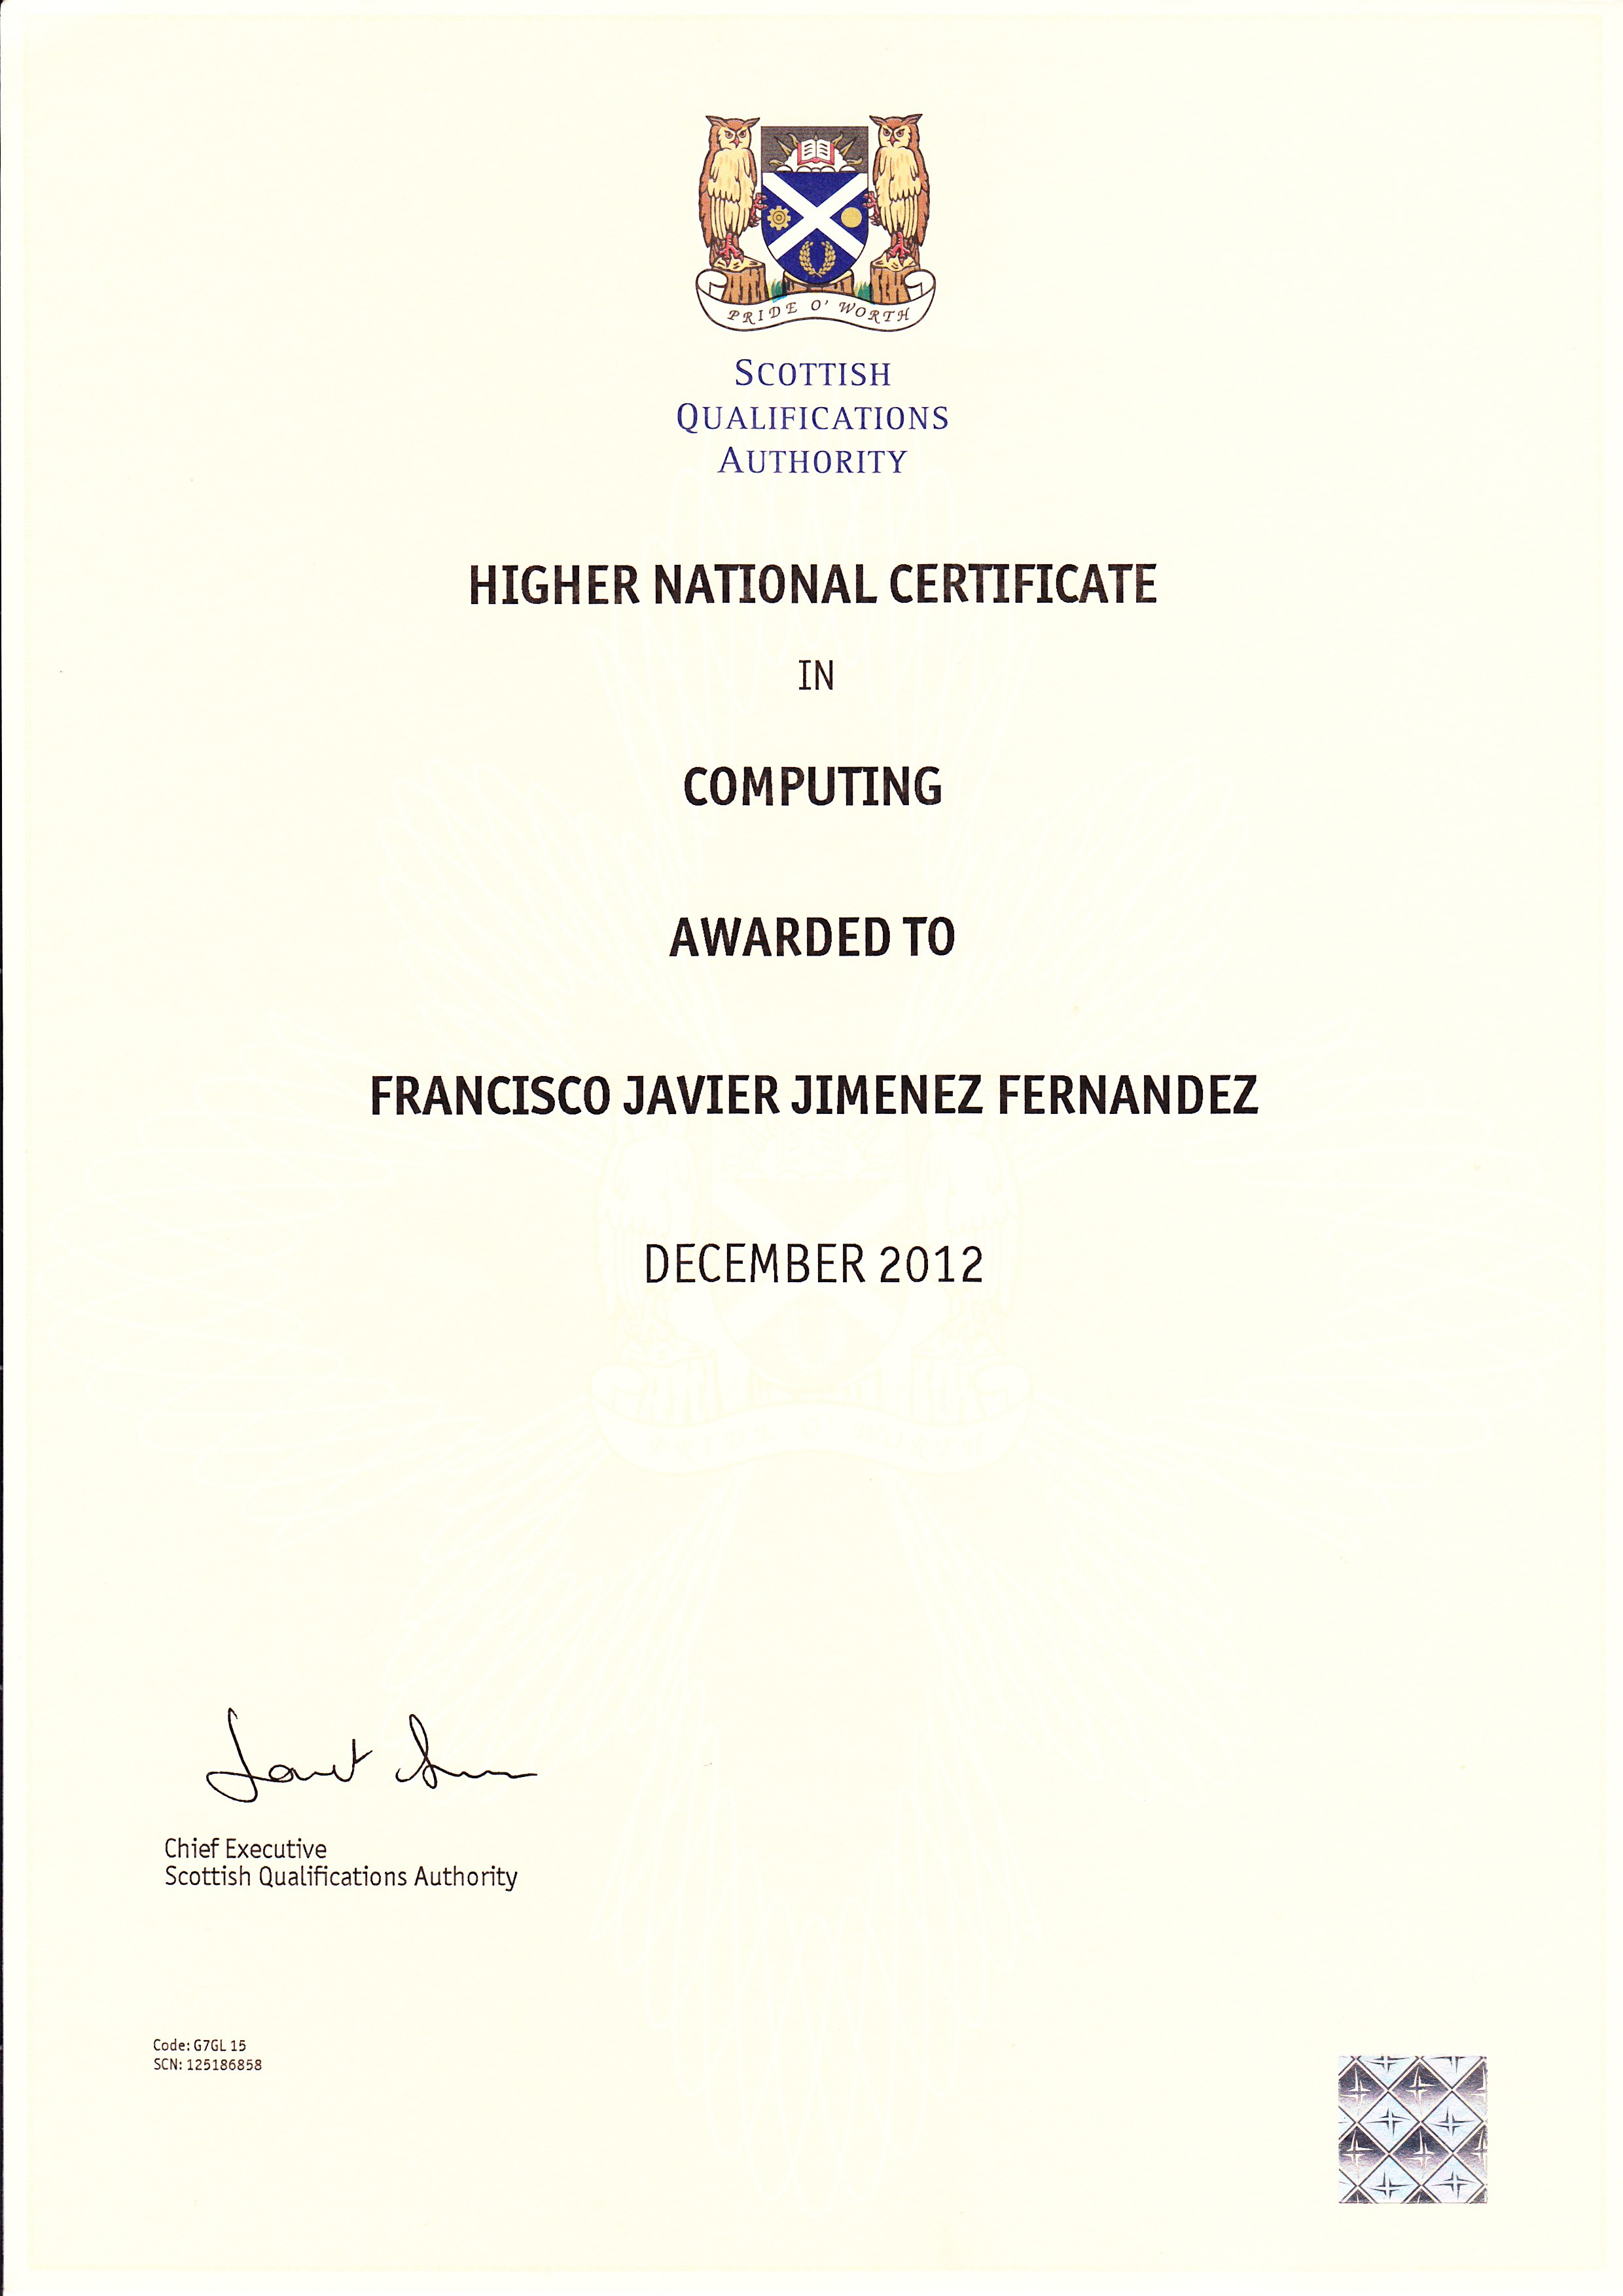 PRIDE O' WORTH
SCOTTISH
QUALIFICATIONS
AUTHORITY
HIGHER NATIONAL CERTIFICATE
IN
COMPUTING
AWARDED TO
FRANCISCO JAVIER JIMENEZ FERNANDEZ
DECEMBER 2012
Chief Executive
Scottish Qualifications Authority
Code: G7GL 15
SCN: 125186858